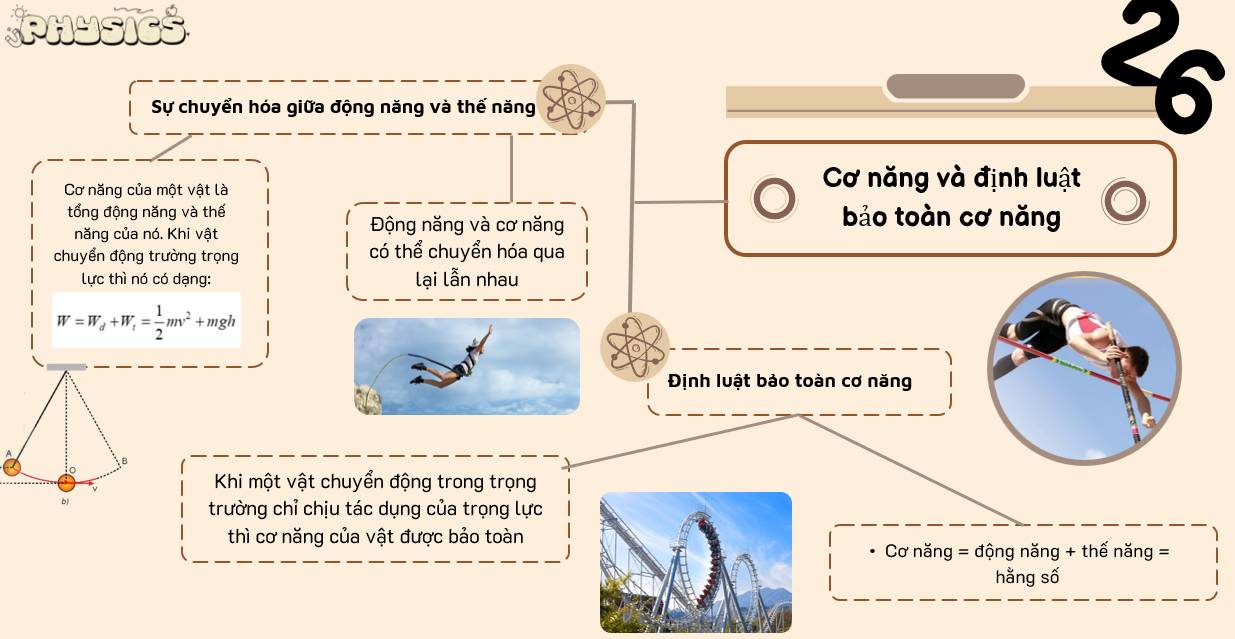 PHYSICS
26
Cơ năng và định luật
bảo toàn cơ năng
Sự chuyển hóa giữa động năng và thế năng
Cơ năng của một vật là
tổng động năng và thế
năng của nó. Khi vật
chuyển động trường trọng
lực thì nó có dạng:
W = W_d + W_t = \frac{1}{2}mv^2 + mgh
A
O
B
v
b)
Động năng và cơ năng
có thể chuyển hóa qua
lại lẫn nhau
Định luật bảo toàn cơ năng
Khi một vật chuyển động trong trọng
trường chỉ chịu tác dụng của trọng lực
thì cơ năng của vật được bảo toàn
• Cơ năng = động năng + thế năng =
hằng số